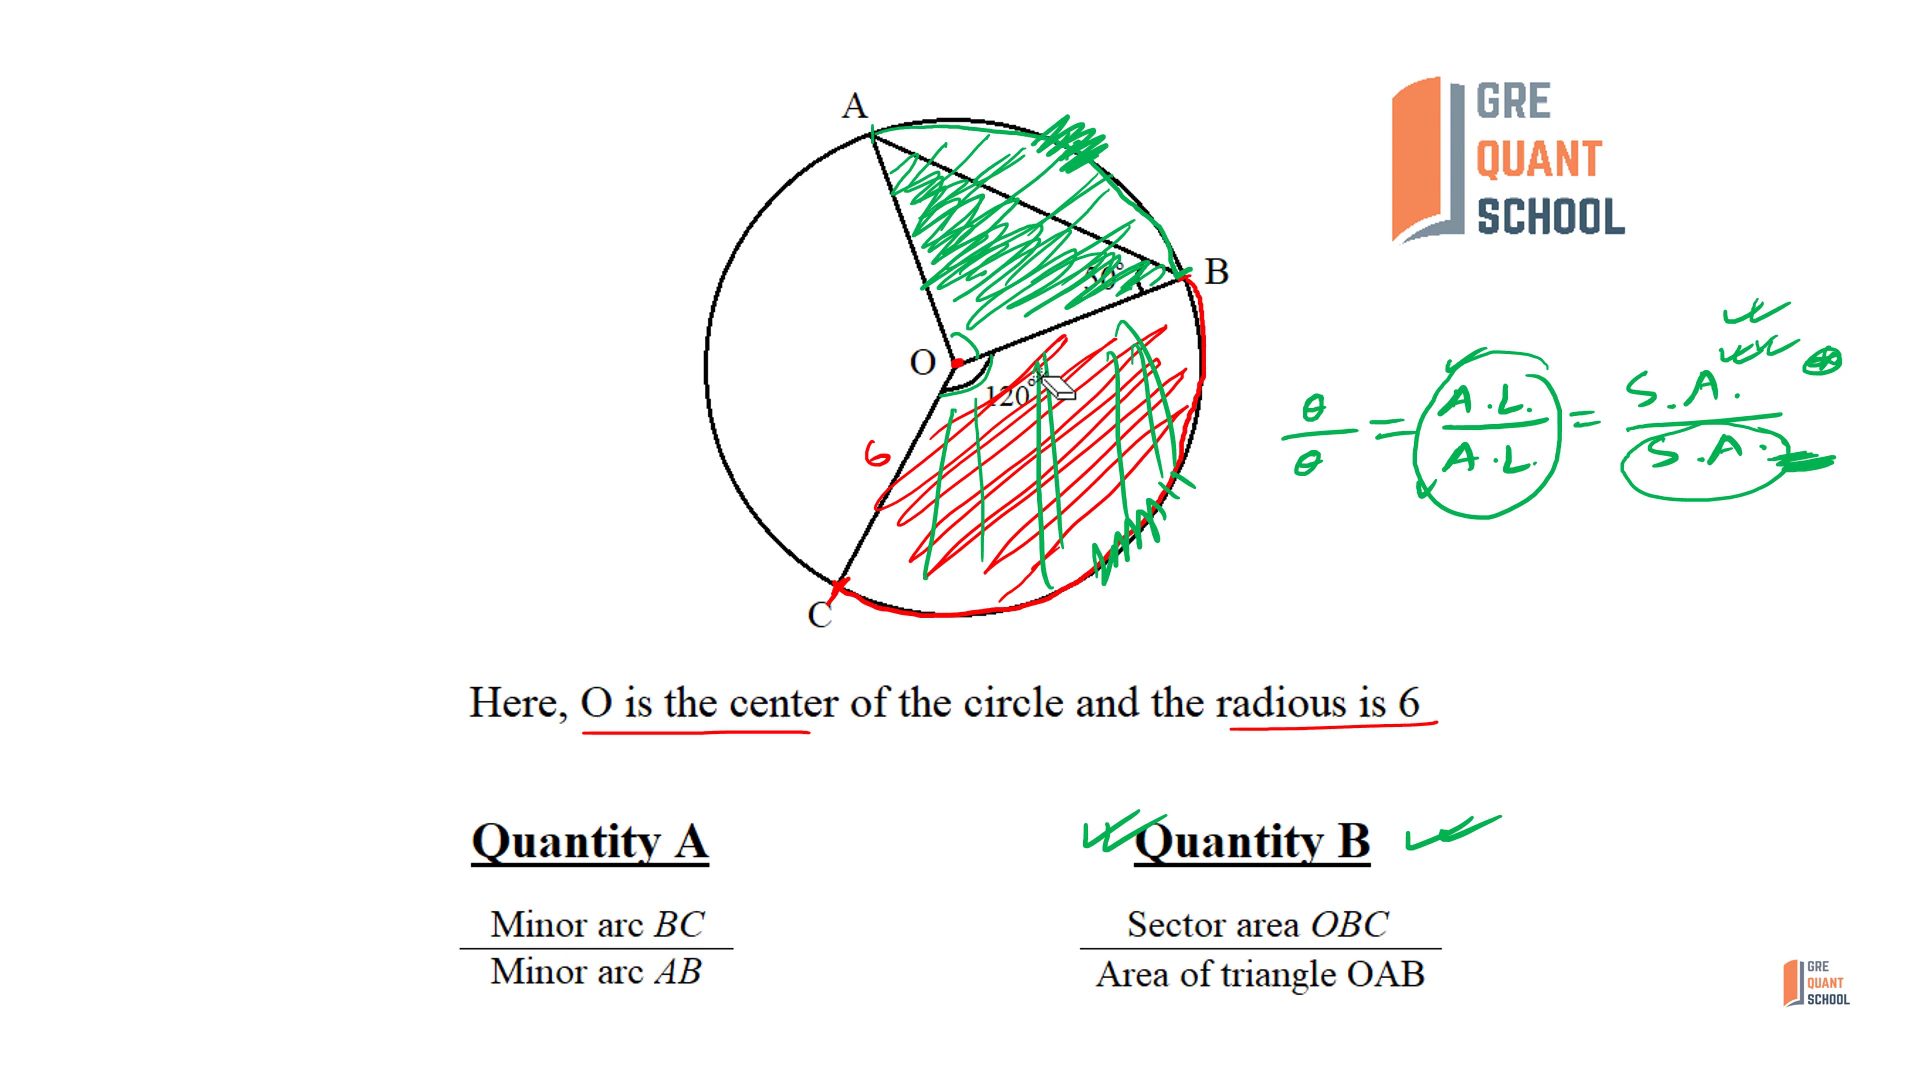 A
GRE
QUANT
SCHOOL
B
O
120°
6
C
θ
θ
=
A.L.
A.L.
=
S.A.
S.A.
Here, O is the center of the circle and the radious is 6
Quantity A
Quantity B
Minor arc BC
Minor arc AB
Sector area OBC
Area of triangle OAB
GRE
QUANT
SCHOOL